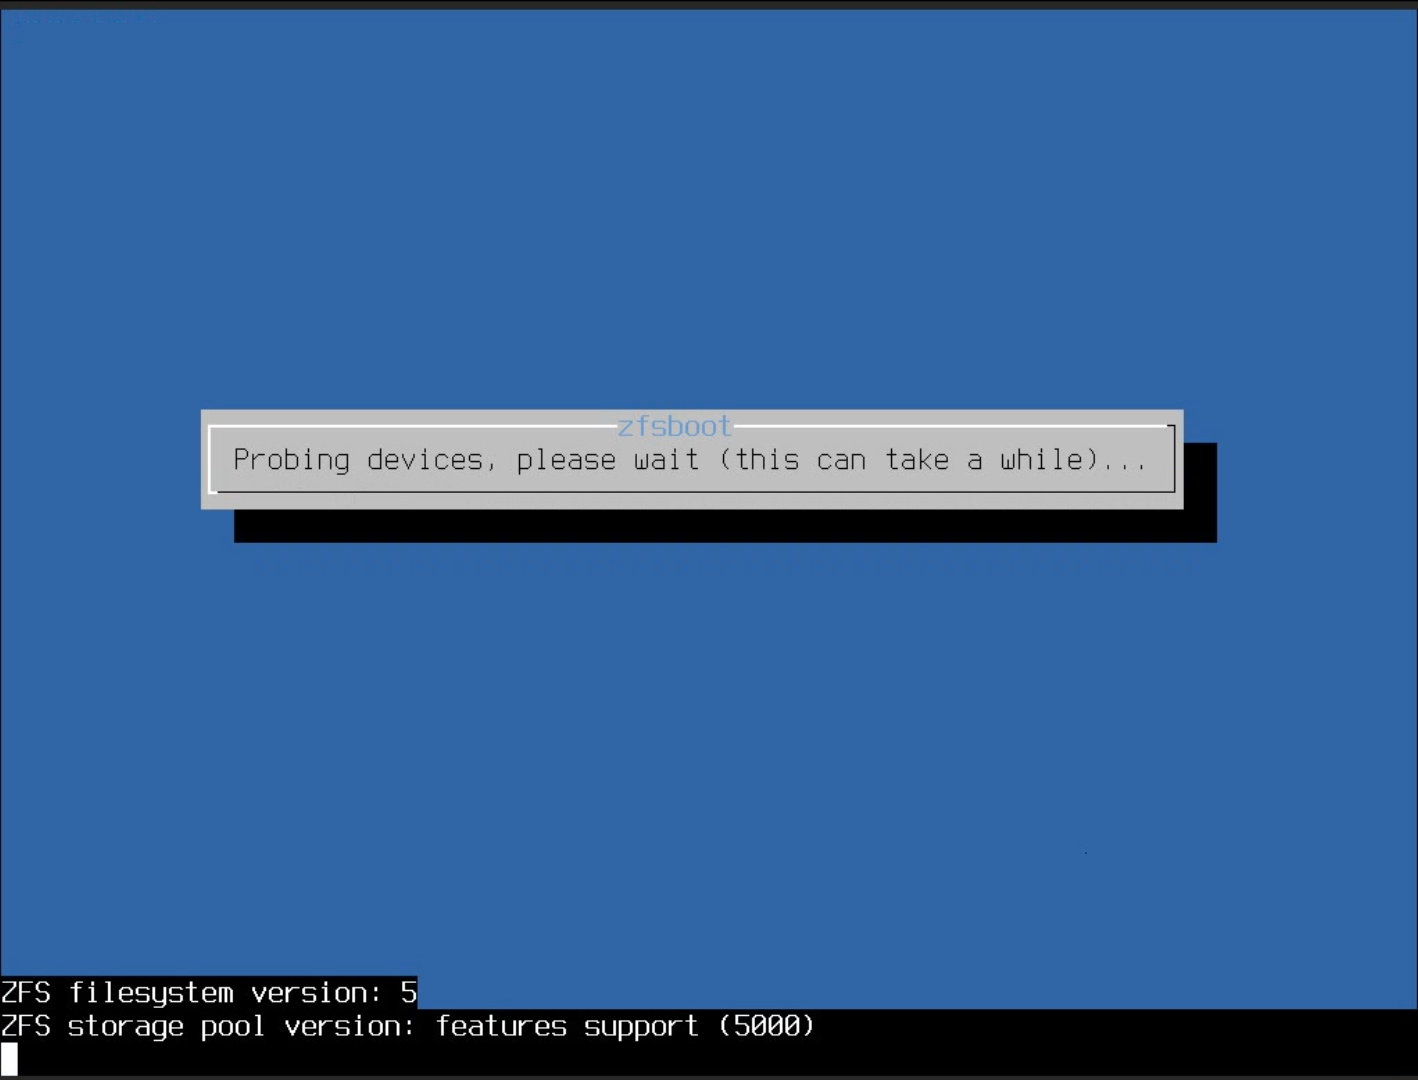 zfsboot
Probing devices, please wait (this can take a while)...
ZFS filesystem version: 5
ZFS storage pool version: features support (5000)